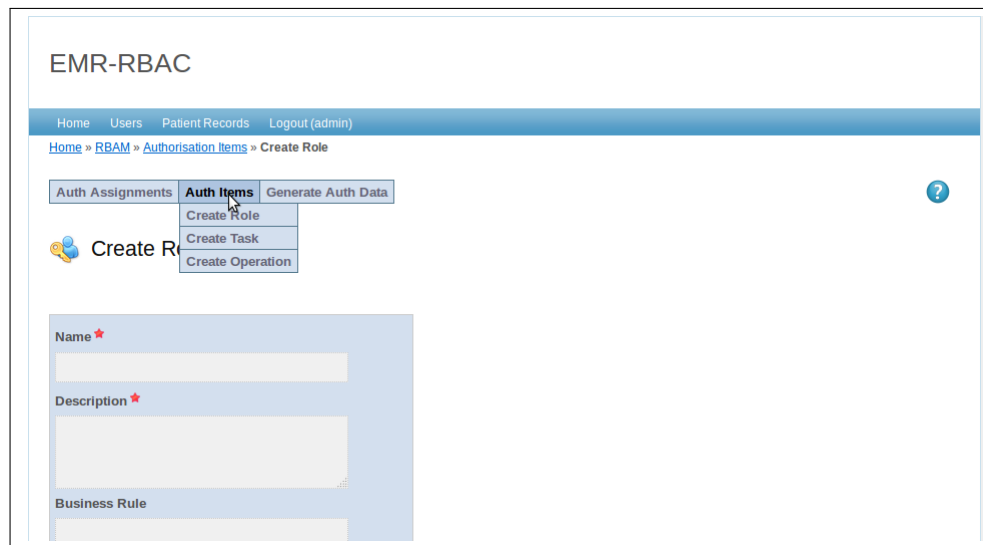 EMR-RBAC
Home Users Patient Records Logout (admin)
Home » RBAM » Authorisation Items » Create Role
Auth Assignments Auth Items Generate Auth Data ?
Create Role
Create Task
Create R
Create Operation
Name
Description
Business Rule